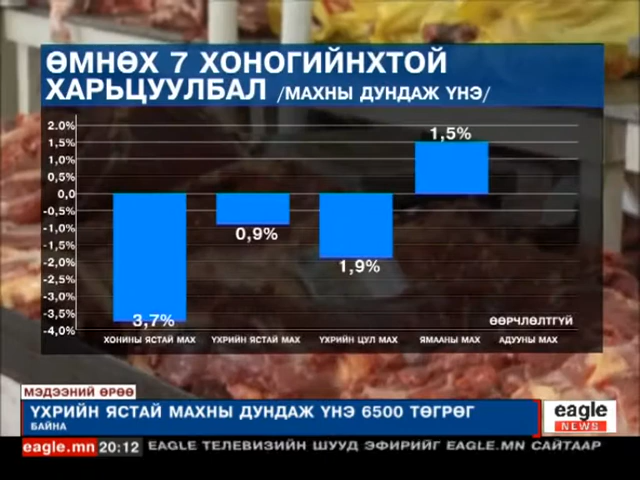 ӨМНӨХ 7 ХОНОГИЙНХТОЙ
ХАРЬЦУУЛБАЛ /МАХНЫ ДУНДАЖ ҮНЭ/
2.0%
1,5%
1,0%
0,5%
0,0
-0,5%
-1,0%
-1,5%
-2,0%
-2,5%
-3,0%
-3,5%
-4,0%
1,5%
0,9%
1,9%
3,7%
ӨӨРЧЛӨЛТГҮЙ
ХОНИНЫ ЯСТАЙ МАХ ҮХРИЙН ЯСТАЙ МАХ ҮХРИЙН ЦУЛ МАХ ЯМААНЫ МАХ АДУУНЫ МАХ
МЭДЭЭНИЙ ӨРӨӨ
ҮХРИЙН ЯСТАЙ МАХНЫ ДУНДАЖ ҮНЭ 6500 ТӨГРӨГ
БАЙНА
eagle
NEWS
eagle.mn 20:12 EAGLE ТЕЛЕВИЗИЙН ШУУД ЭФИРИЙГ EAGLE.MN САЙТААР